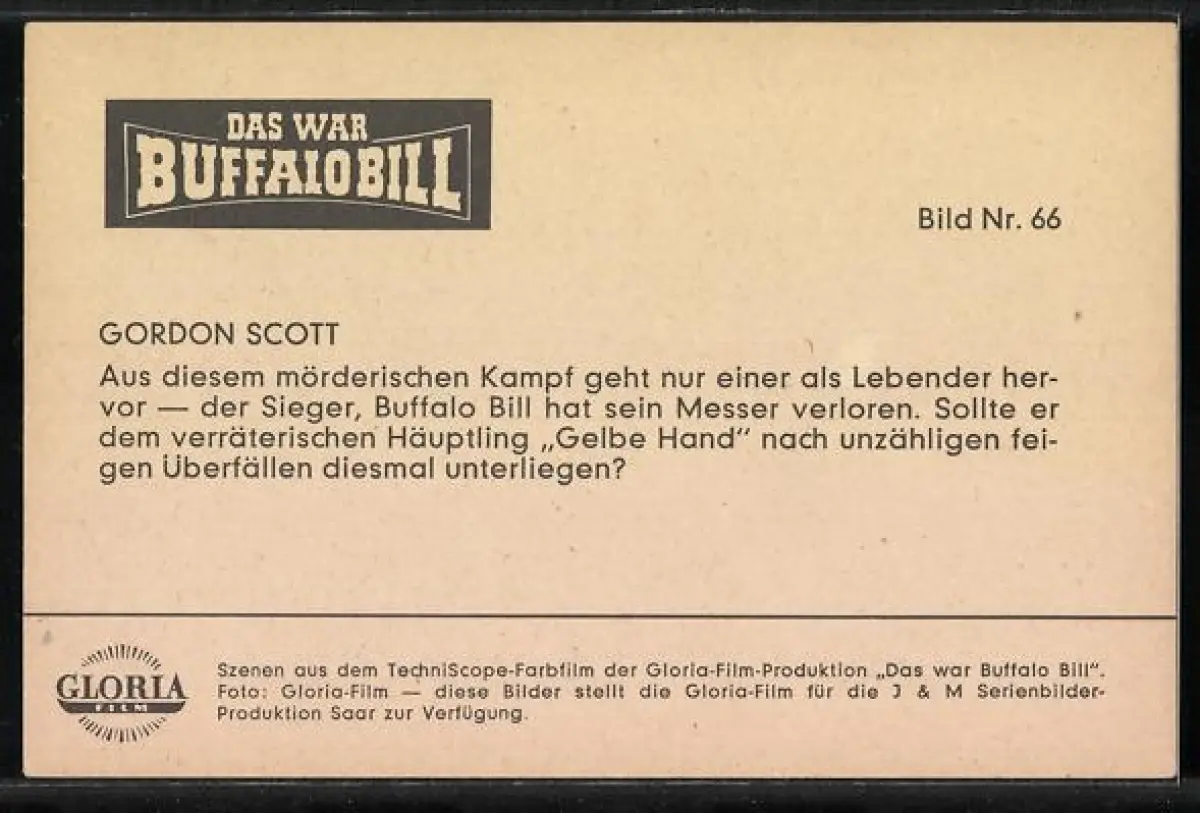 DAS WAR
BUFFALO BILL
Bild Nr. 66
GORDON SCOTT
Aus diesem mörderischen Kampf geht nur einer als Lebender her-
vor — der Sieger, Buffalo Bill hat sein Messer verloren. Sollte er
dem verräterischen Häuptling „Gelbe Hand“ nach unzähligen fei-
gen Überfällen diesmal unterliegen?
GLORIA
FILM
Szenen aus dem TechniScope-Farbfilm der Gloria-Film-Produktion „Das war Buffalo Bill“.
Foto: Gloria-Film — diese Bilder stellt die Gloria-Film für die J & M Serienbilder-
Produktion Saar zur Verfügung.